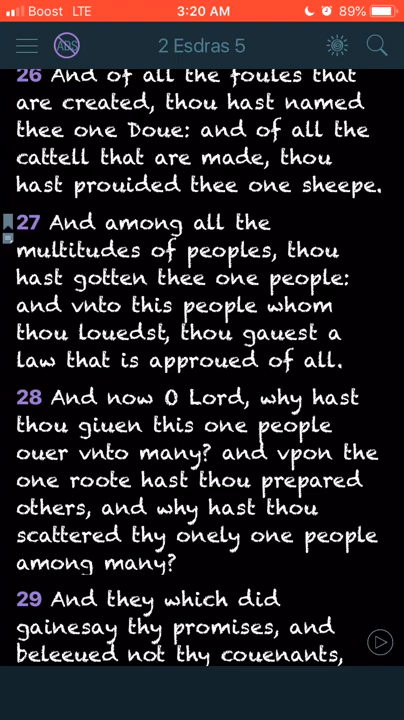 Boost LTE 3:20 AM 89%
ADS 2 Esdras 5
26 And of all the foules that
are created, thou hast named
thee one Doue: and of all the
cattell that are made, thou
hast prouided thee one sheepe.
27 And among all the
multitudes of peoples, thou
hast gotten thee one people:
and vnto this people whom
thou louedst, thou gauest a
law that is approued of all.
28 And now O Lord, why hast
thou giuen this one people
ouer vnto many? and vpon the
one roote hast thou prepared
others, and why hast thou
scattered thy onely one people
among many?
29 And they which did
gainesay thy promises, and
beleeued not thy couenants,